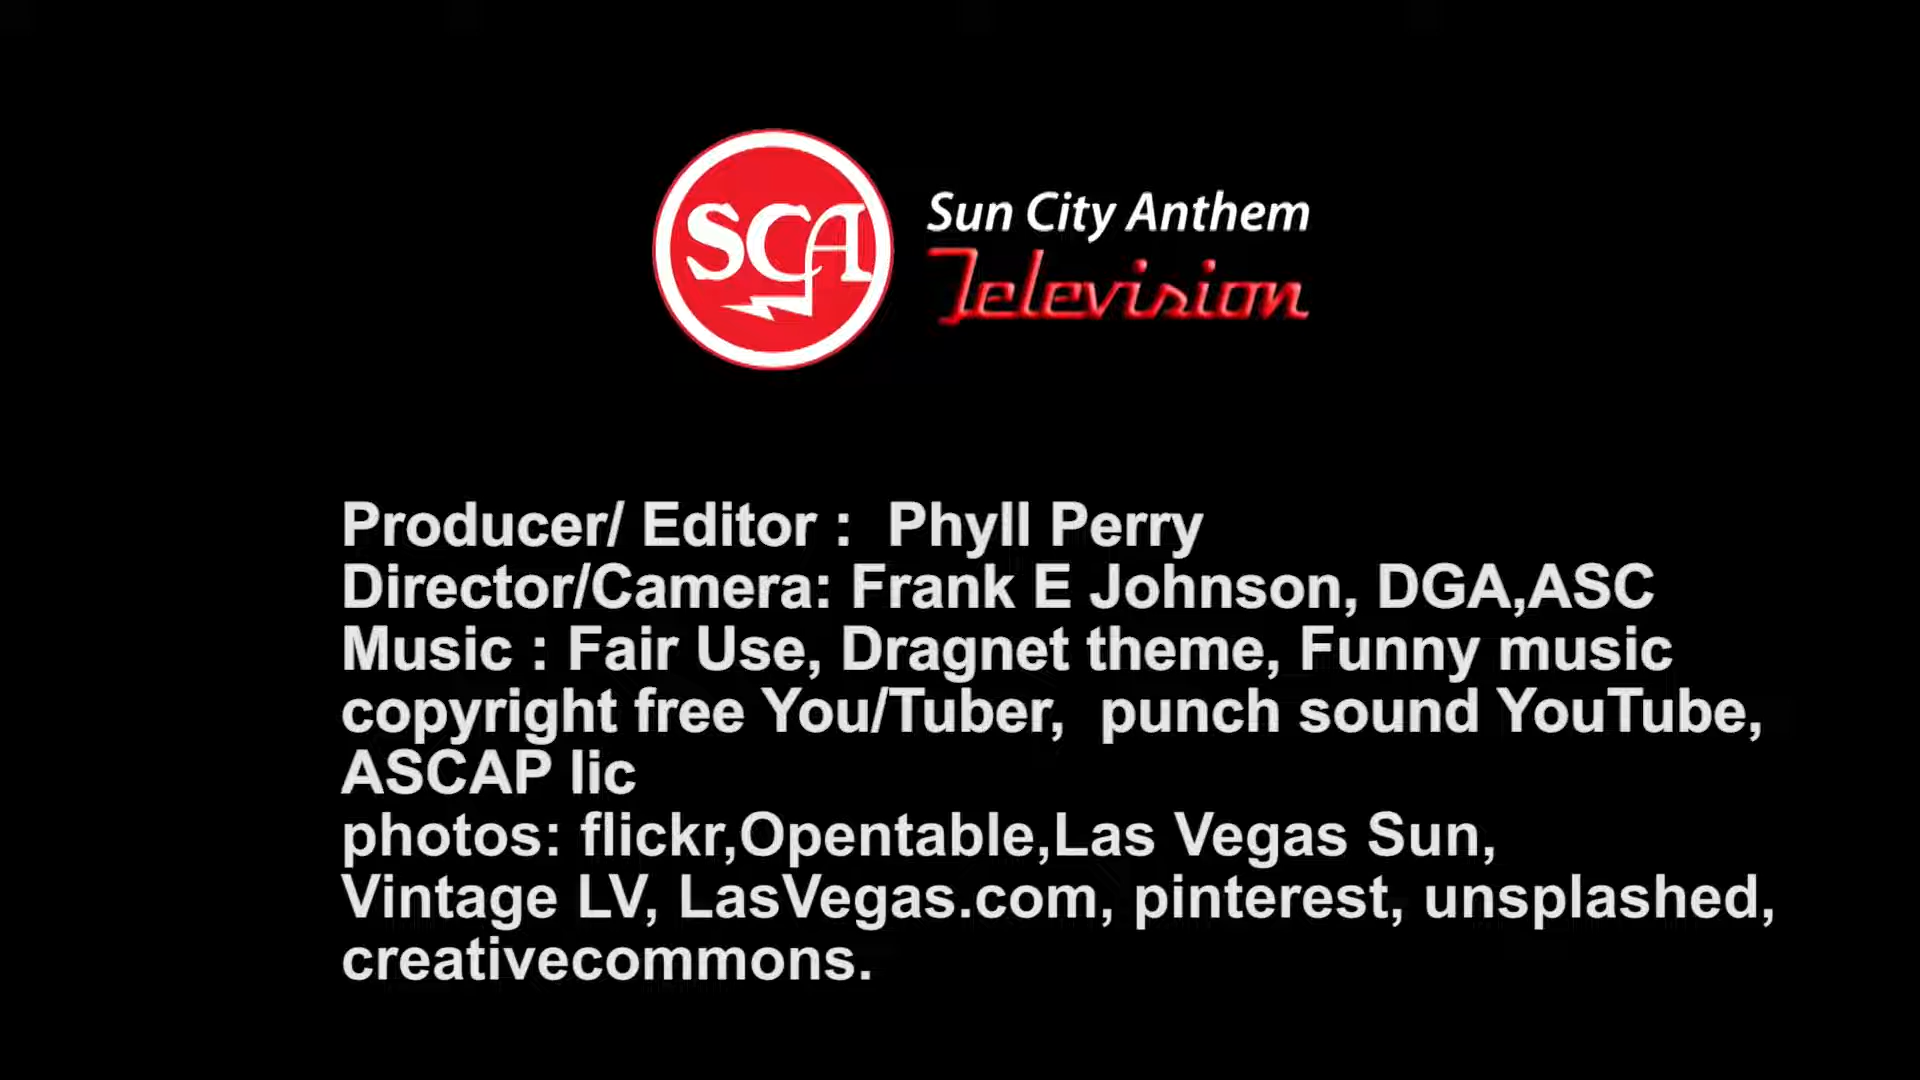 SCA
Sun City Anthem
Television
Producer/ Editor :  Phyll Perry
Director/Camera: Frank E Johnson, DGA,ASC
Music : Fair Use, Dragnet theme, Funny music
copyright free You/Tuber,  punch sound YouTube,
ASCAP lic
photos: flickr,Opentable,Las Vegas Sun,
Vintage LV, LasVegas.com, pinterest, unsplashed,
creativecommons.